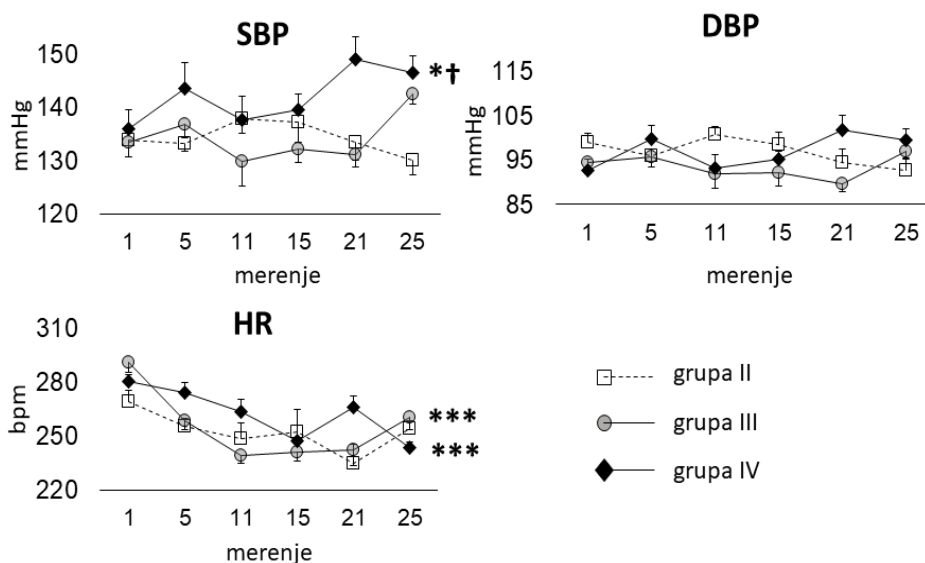 SBP
150
140
130
120
mmHg
*†
1 5 11 15 21 25
merenje
DBP
115
105
95
85
mmHg
1 5 11 15 21 25
merenje
HR
310
280
250
220
bpm
***
***
1 5 11 15 21 25
merenje
grupa II
grupa III
grupa IV